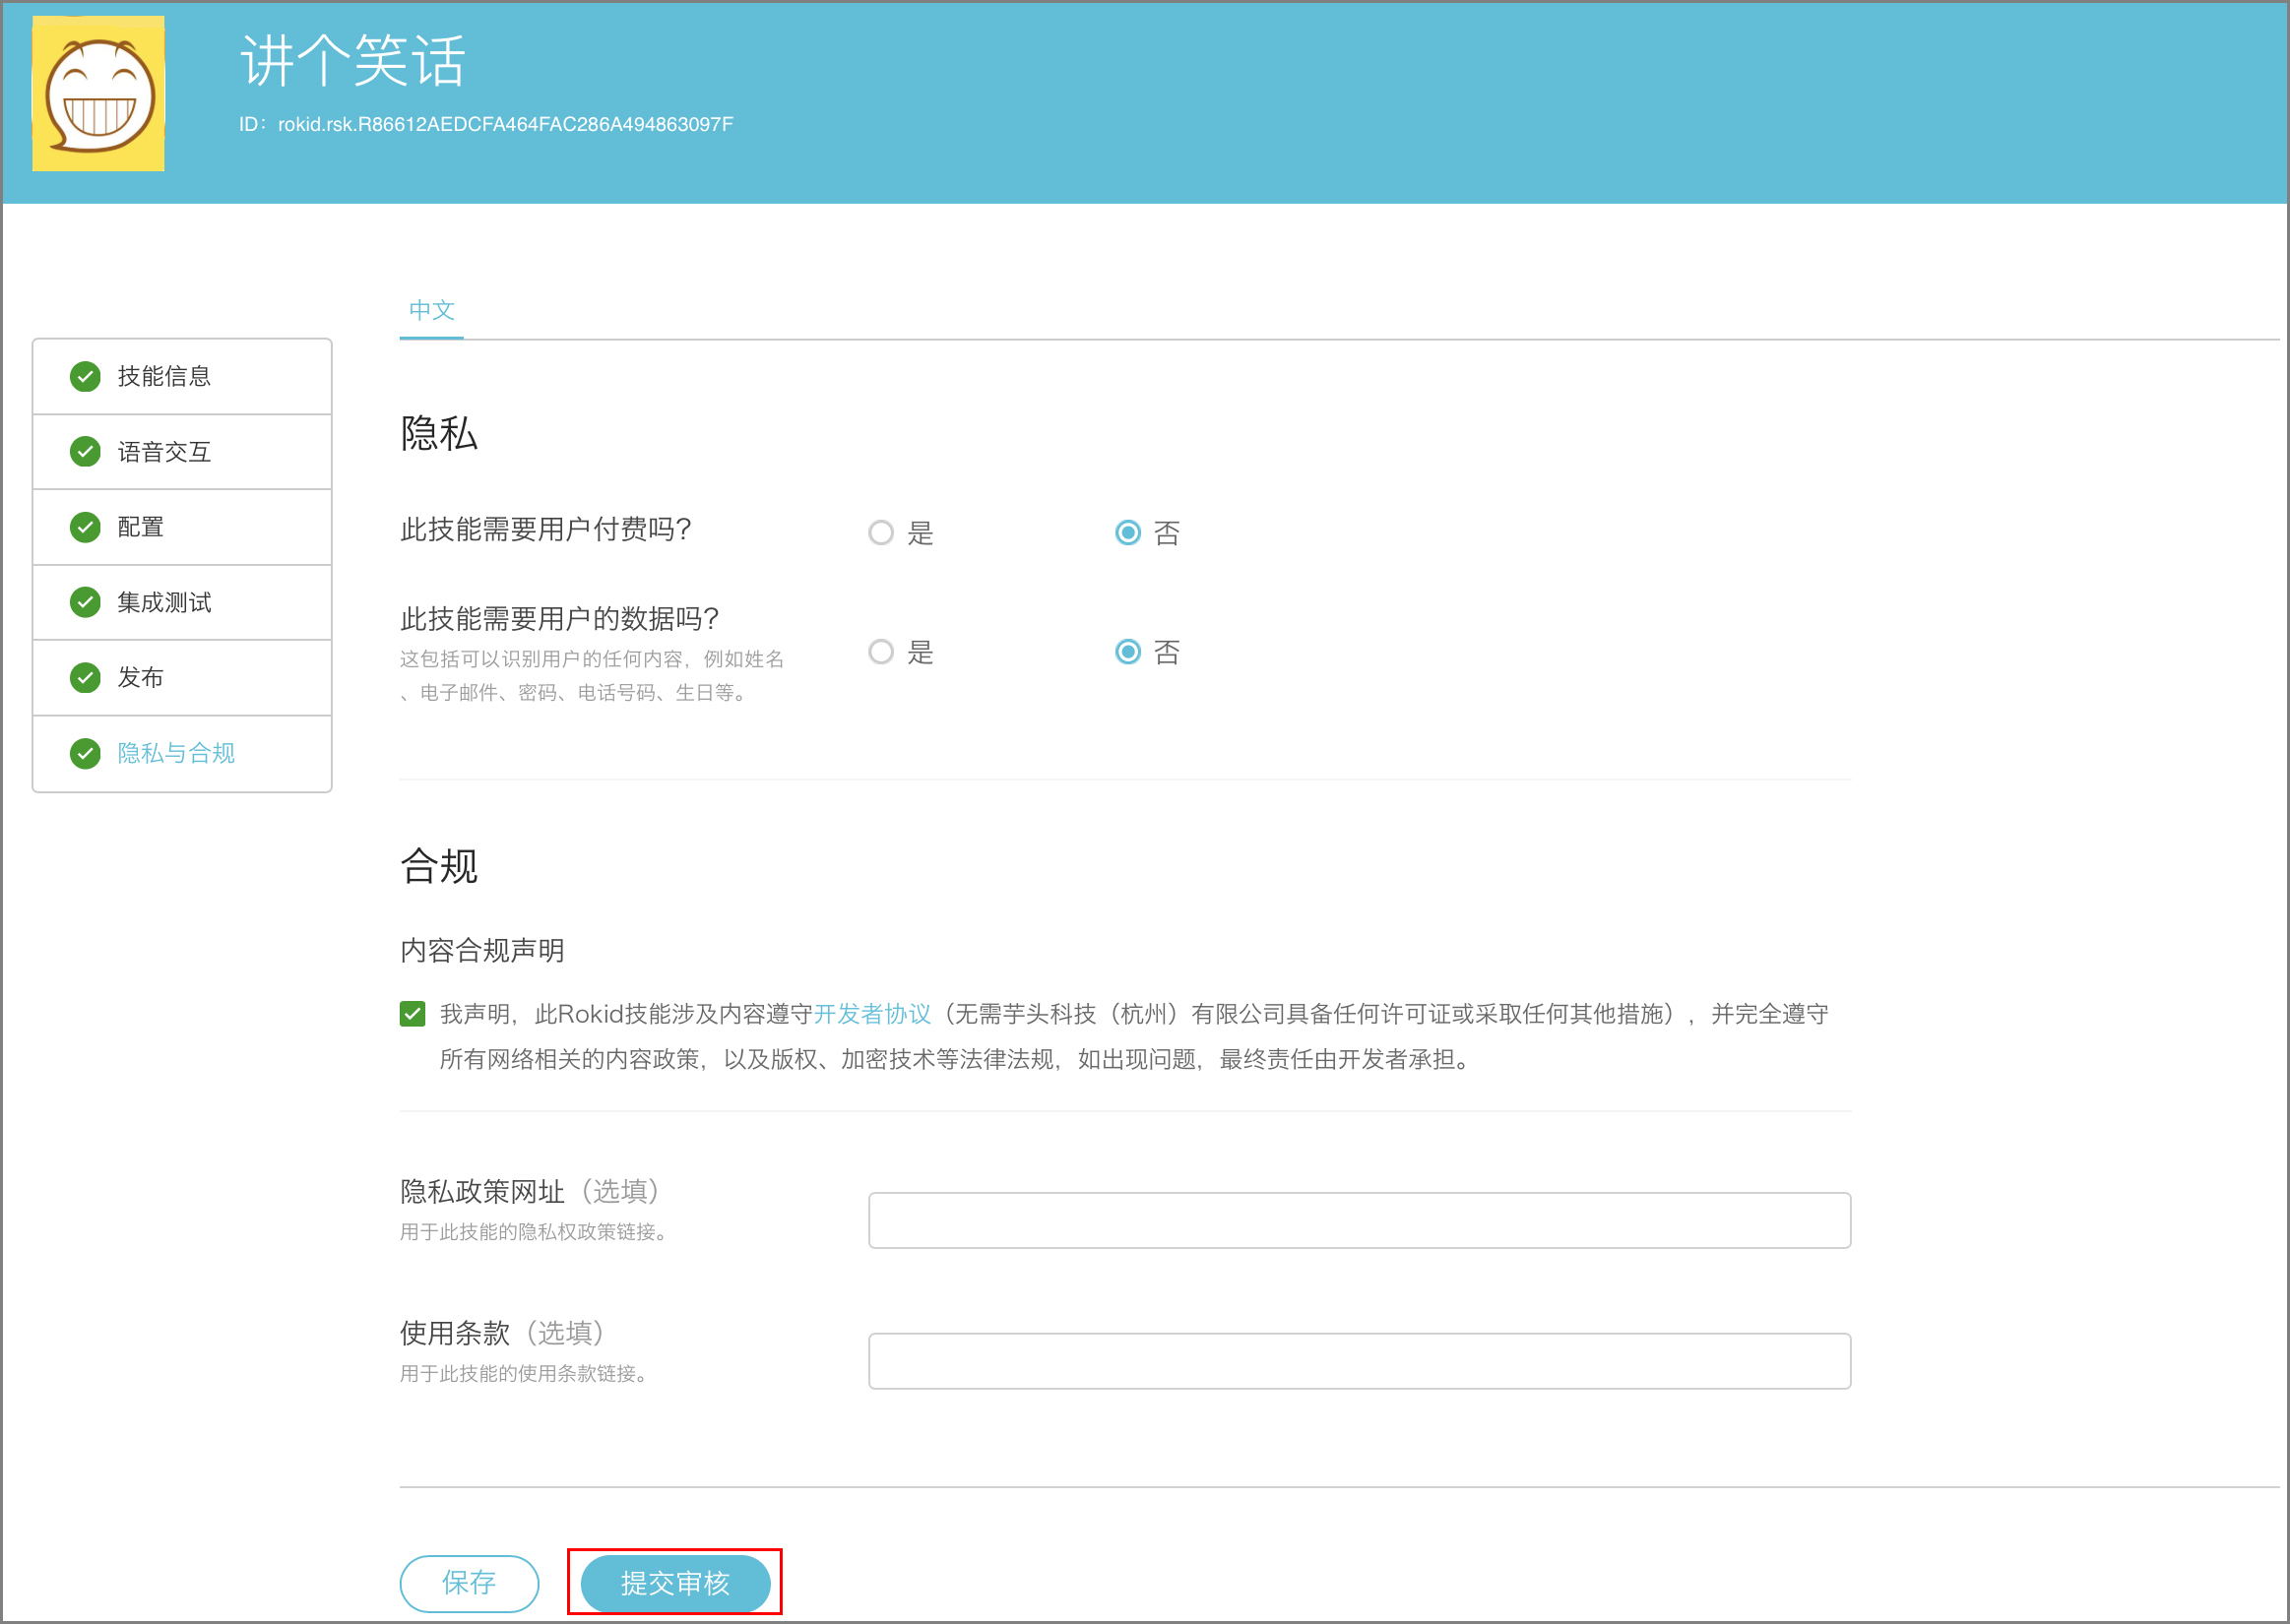 讲个笑话
ID：rokid.rsk.R86612AEDCFA464FAC286A494863097F
中文
技能信息
语音交互
配置
集成测试
发布
隐私与合规
隐私
此技能需要用户付费吗？
是
否
此技能需要用户的数据吗？
这包括可以识别用户的任何内容，例如姓名
、电子邮件、密码、电话号码、生日等。
是
否
合规
内容合规声明
我声明，此Rokid技能涉及内容遵守开发者协议（无需芋头科技（杭州）有限公司具备任何许可证或采取任何其他措施），并完全遵守
所有网络相关的内容政策，以及版权、加密技术等法律法规，如出现问题，最终责任由开发者承担。
隐私政策网址（选填）
用于此技能的隐私权政策链接。
使用条款（选填）
用于此技能的使用条款链接。
保存
提交审核